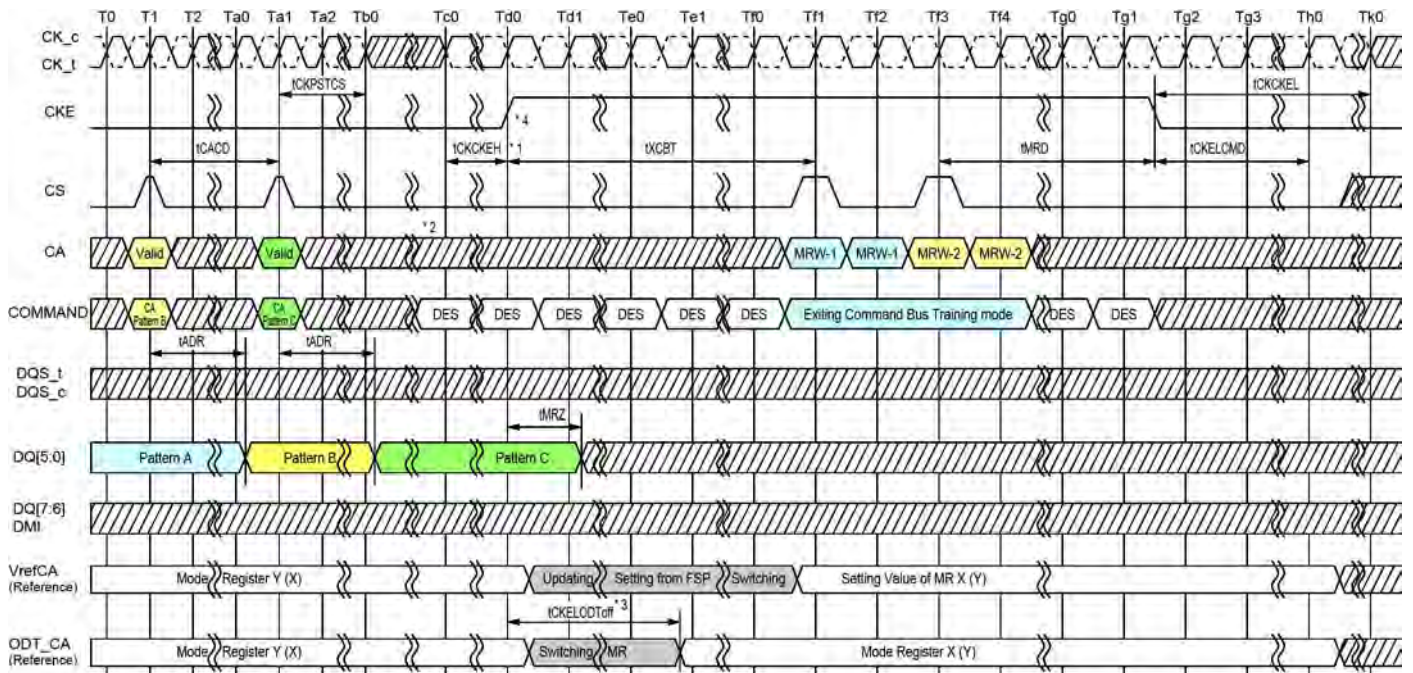 T0 T1 T2 Ta0 Ta1 Ta2 Tb0 Tc0 Td0 Td1 Te0 Te1 Tf1 Tf2 Tf3 Tf4 Tg0 Tg1 Tg2 Tg3 Th0 Tk0
CK_c
CK_t
tCKPSTCS
tCKCKEL
CKE
*4
tCACD
tCKCKEH
*1
tXCBT
tMRD
tCKELCMD
CS
*2
CA
Valid
Valid
MRW-1
MRW-1
MRW-2
MRW-2
COMMAND
CA Pattern B
CA Pattern C
DES
DES
DES
DES
DES
DES
Exiting Command Bus Training mode
DES
DES
tADR
tADR
DQS_t
DQS_c
tMRZ
DQ[5:0]
Pattern A
Pattern B
Pattern C
DQ[7:6]
DMI
VrefCA
(Reference)
Mode Register Y (X)
Updating Setting from FSP Switching
Setting Value of MR X (Y)
tCKELODToff *3
ODT_CA
(Reference)
Mode Register Y (X)
Switching MR
Mode Register X (Y)